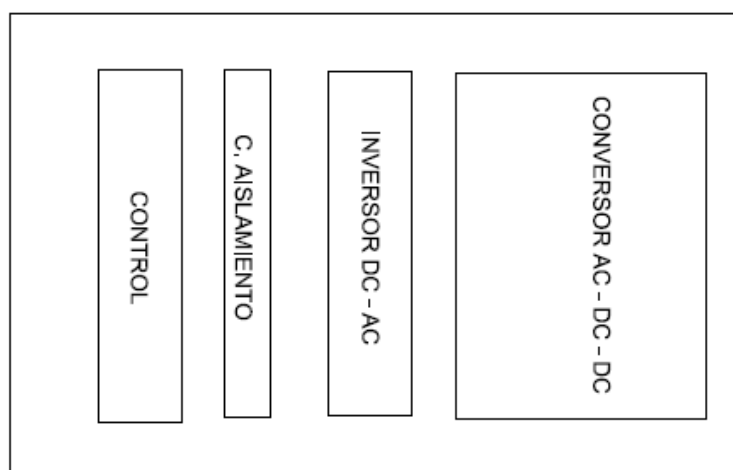 CONTROL
C. AISLAMIENTO
INVERSOR DC - AC
CONVERSOR AC - DC - DC